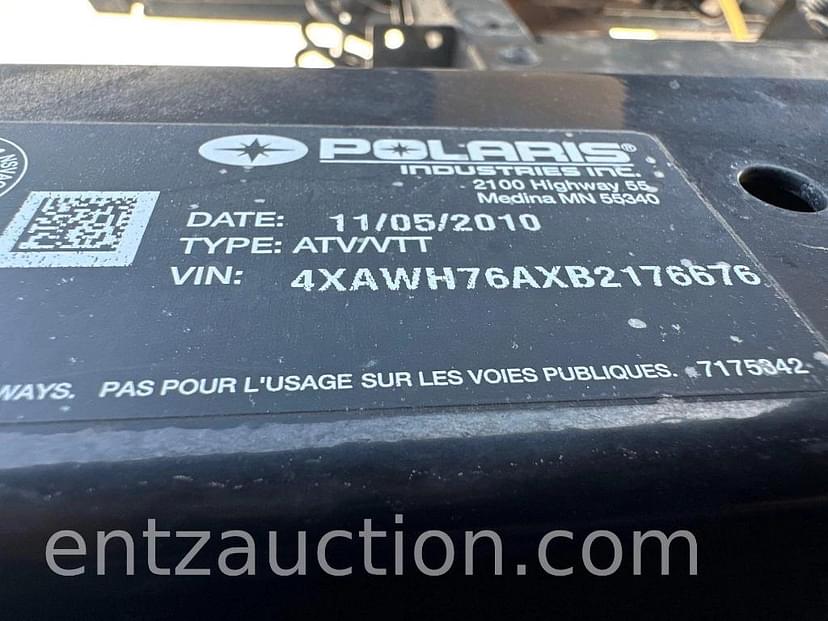 POLARIS®
INDUSTRIES INC.
2100 Highway 55
Medina MN 55340
DATE: 11/05/2010
TYPE: ATV/VTT
VIN: 4XAWH76AXB2176676
WAYS. PAS POUR L'USAGE SUR LES VOIES PUBLIQUES. 7175342
entzauction.com